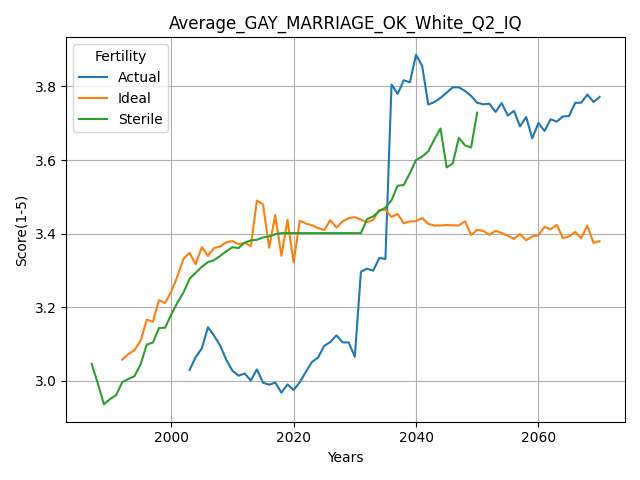 Average_GAY_MARRIAGE_OK_White_Q2_IQ
Fertility
Actual
Ideal
Sterile
Score(1-5)
3.8
3.6
3.4
3.2
3.0
2000
2020
2040
2060
Years